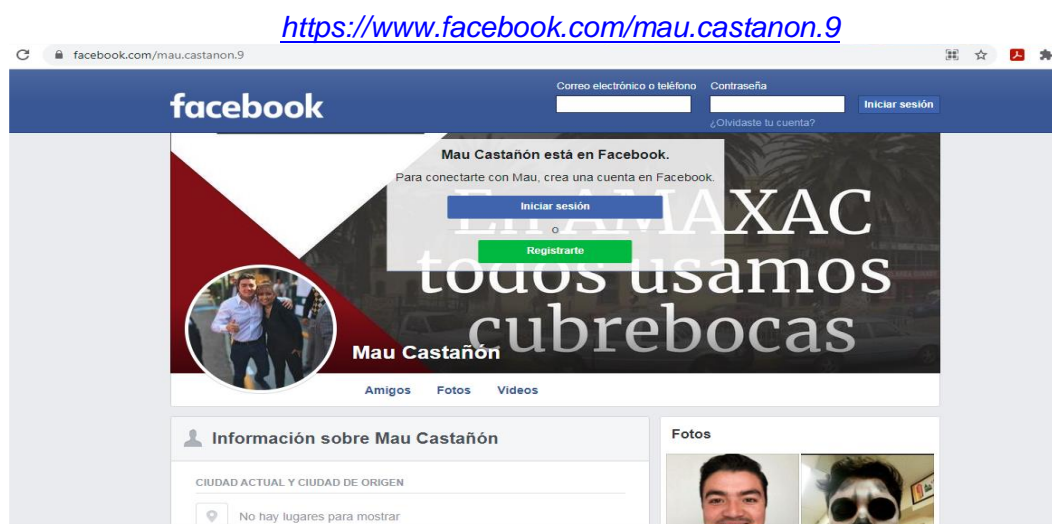 https://www.facebook.com/mau.castanon.9
facebook.com/mau.castanon.9
Correo electrónico o teléfono
Contraseña
facebook
Iniciar sesión
¿Olvidaste tu cuenta?
Mau Castañón está en Facebook.
Para conectarte con Mau, crea una cuenta en Facebook.
Iniciar sesión
o
Registrarte
En AMAXAC
todos usamos
cubrebocas
Mau Castañón
Amigos Fotos Videos
Información sobre Mau Castañón
CIUDAD ACTUAL Y CIUDAD DE ORIGEN
No hay lugares para mostrar
Fotos